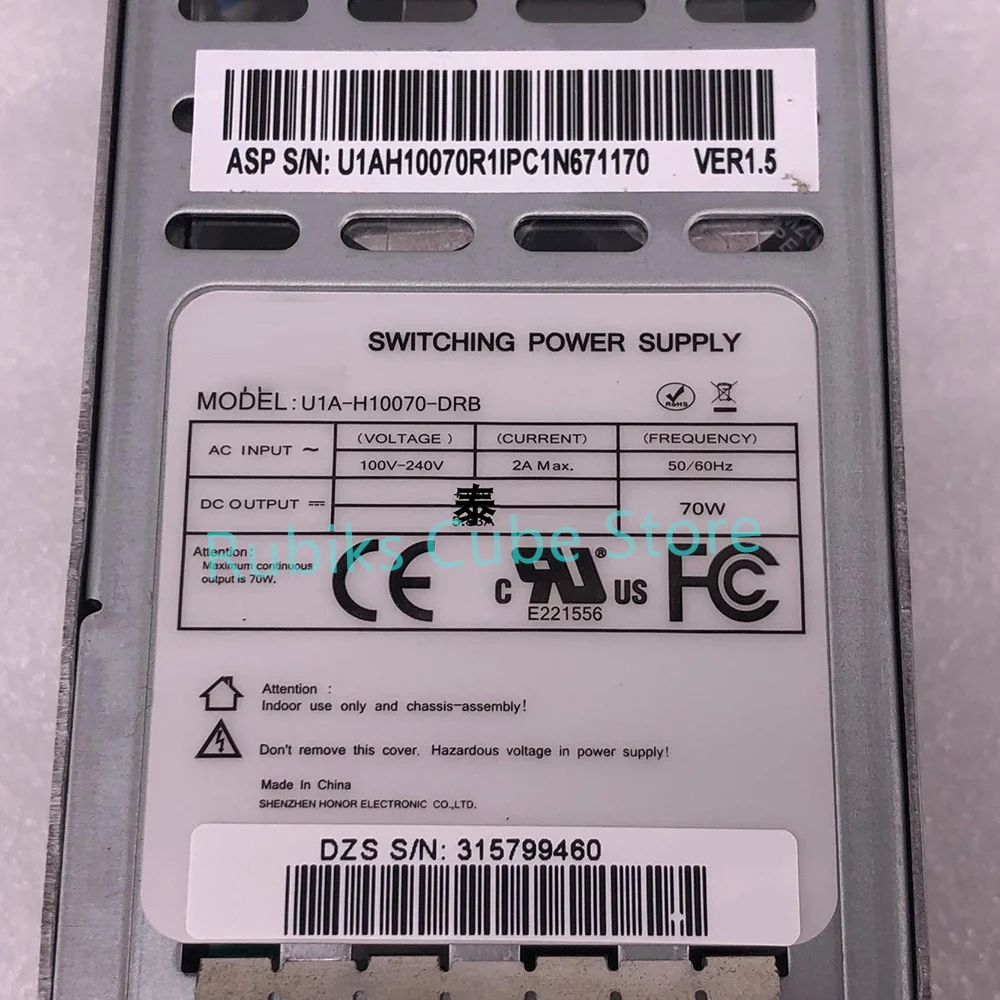 ASP S/N: U1AH10070R1IPC1N671170 VER1.5
SWITCHING POWER SUPPLY
MODEL: U1A-H10070-DRB
RoHS
AC INPUT ~ (VOLTAGE) (CURRENT) (FREQUENCY)
100V-240V 2A Max. 50/60Hz
DC OUTPUT ⎓ 泰 70W
Rubiks Cube Store
Attention:
Maximum continuous
output is 70W.
CE c RU ® US FC
E221556
Attention :
Indoor use only and chassis-assembly!
Don't remove this cover. Hazardous voltage in power supply!
Made In China
SHENZHEN HONOR ELECTRONIC CO.,LTD.
DZS S/N: 315799460